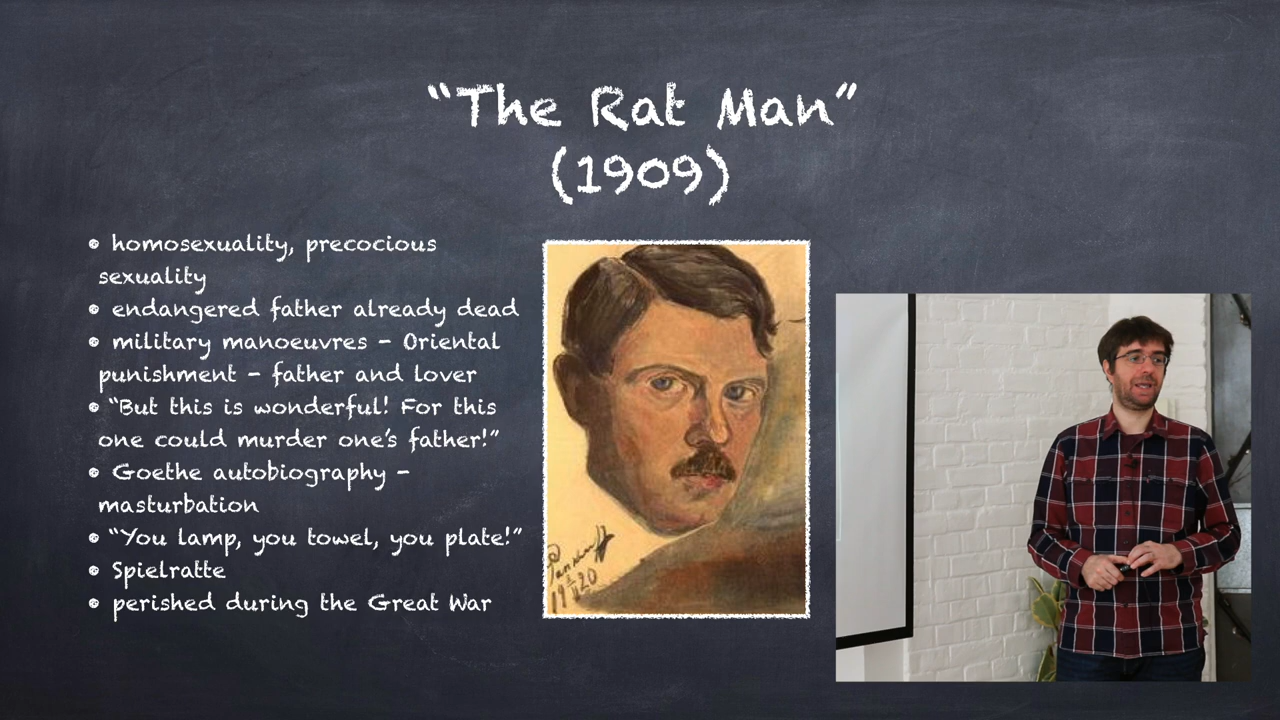 “The Rat Man”
(1909)
• homosexuality, precocious
sexuality
• endangered father already dead
• military manoeuvres - Oriental
punishment - father and lover
• “But this is wonderful! For this
one could murder one’s father!”
• Goethe autobiography -
masturbation
• “You lamp, you towel, you plate!”
• Spielratte
• perished during the Great War